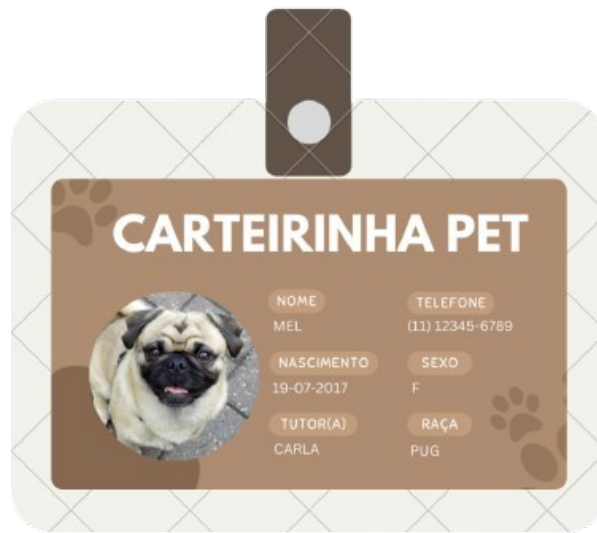 CARTEIRINHA PET
NOME
MEL
TELEFONE
(11) 12345-6789
NASCIMENTO
19-07-2017
SEXO
F
TUTOR(A)
CARLA
RAÇA
PUG